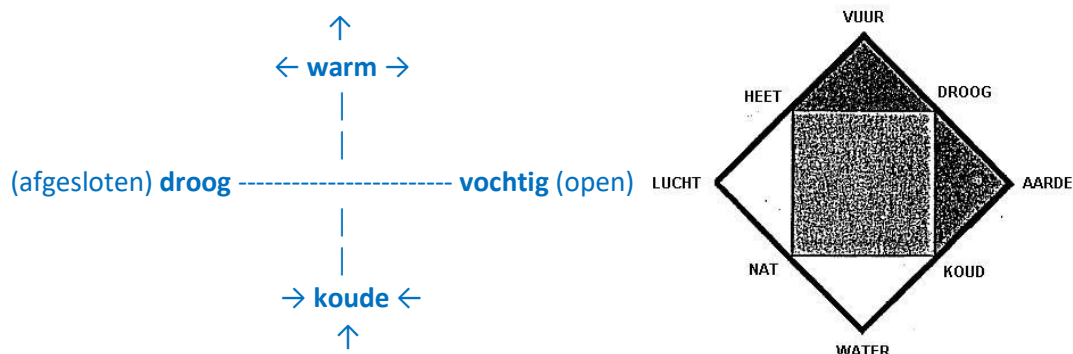 ↑
← warm →
|
|
(afgesloten) droog ------------------------ vochtig (open)
|
|
→ koude ←
↑
VUUR
HEET
DROOG
LUCHT
AARDE
NAT
KOUD
WATER